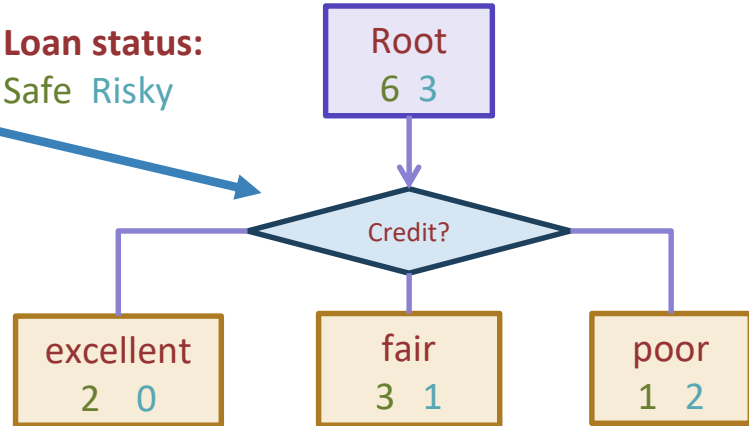 Loan status:
Safe Risky
Root
6 3
Credit?
excellent
2 0
fair
3 1
poor
1 2